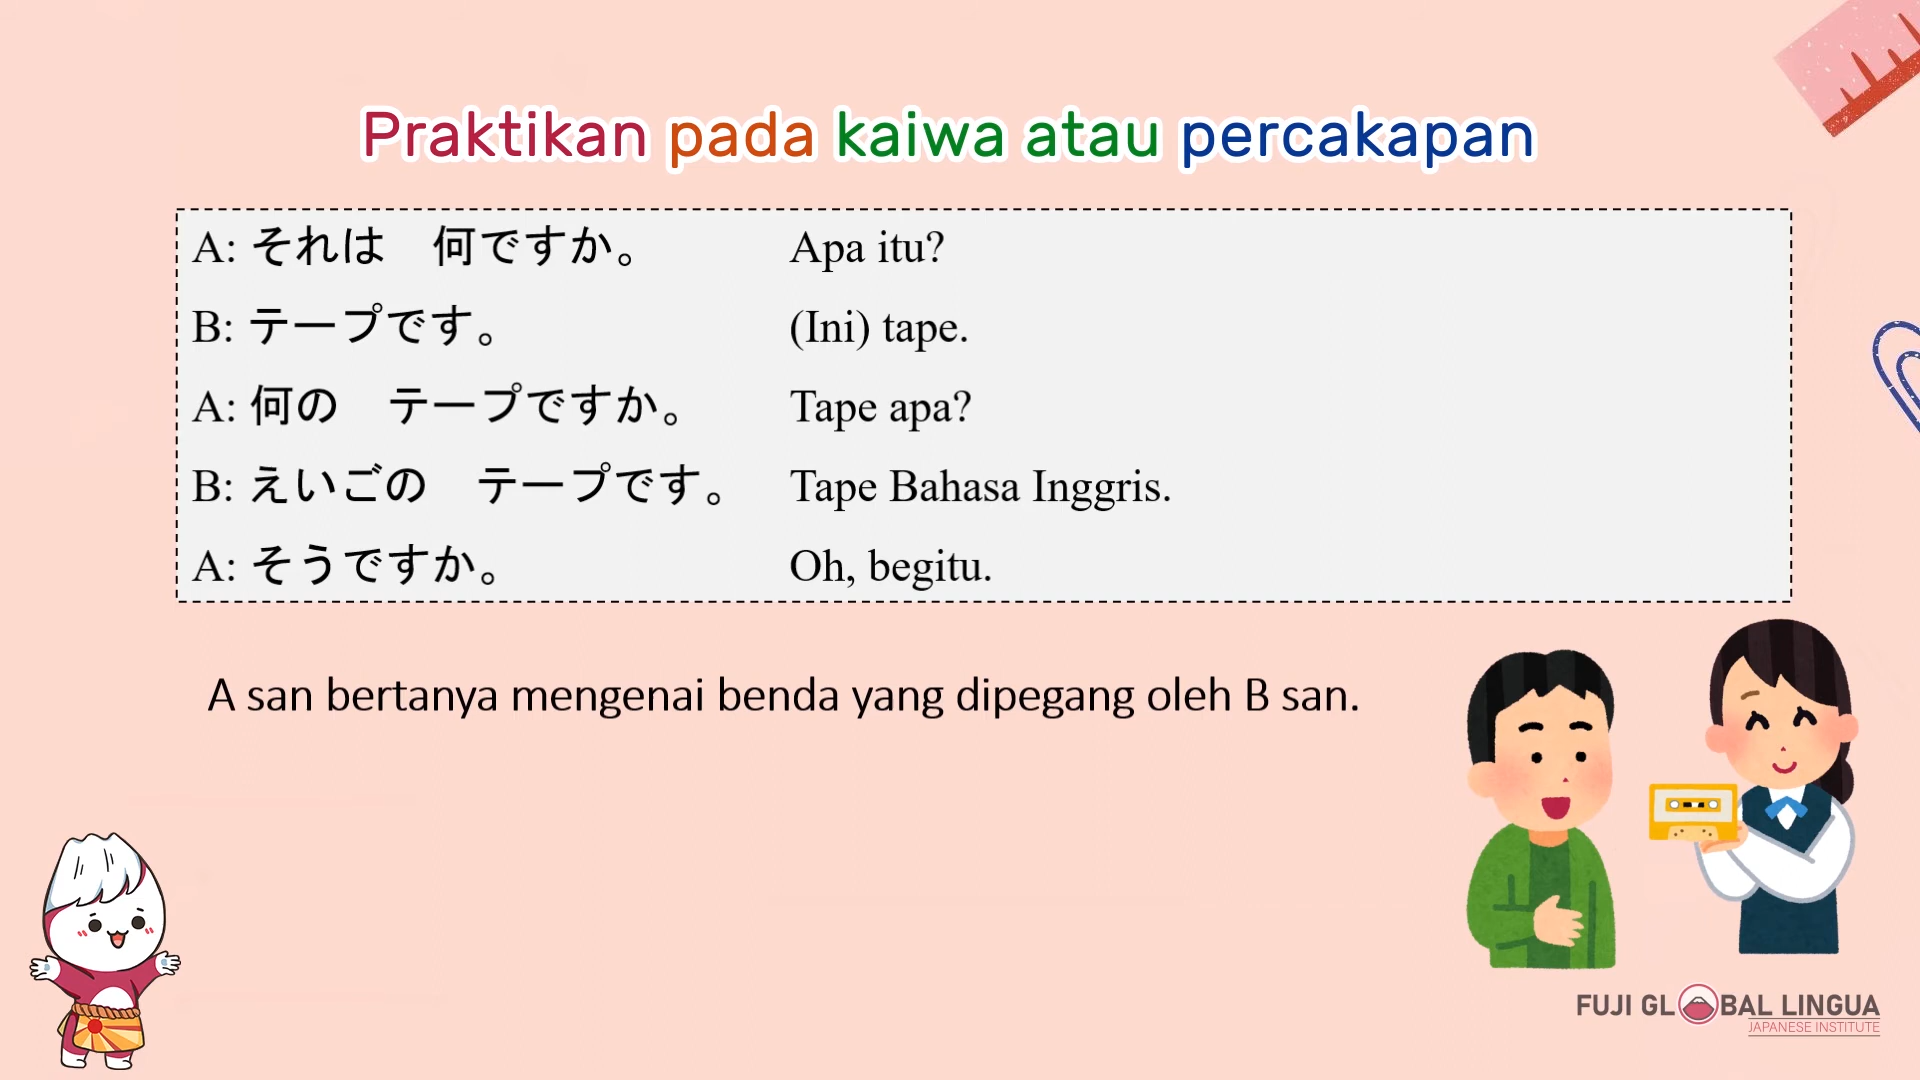 Praktikan pada kaiwa atau percakapan
A: それは　何ですか。 Apa itu?
B: テープです。 (Ini) tape.
A: 何の　テープですか。 Tape apa?
B: えいごの　テープです。 Tape Bahasa Inggris.
A: そうですか。 Oh, begitu.
A san bertanya mengenai benda yang dipegang oleh B san.
FUJI GLOBAL LINGUA
JAPANESE INSTITUTE